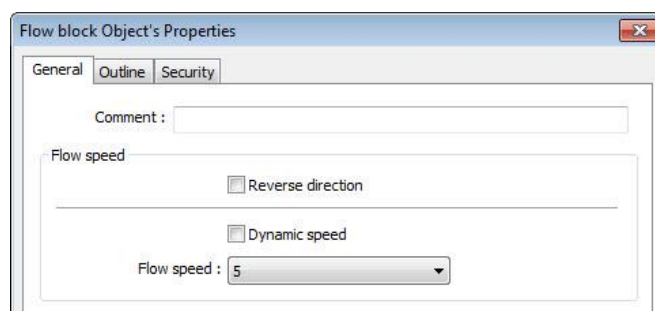 Flow block Object's Properties
General Outline Security
Comment :
Flow speed
Reverse direction
Dynamic speed
Flow speed : 5